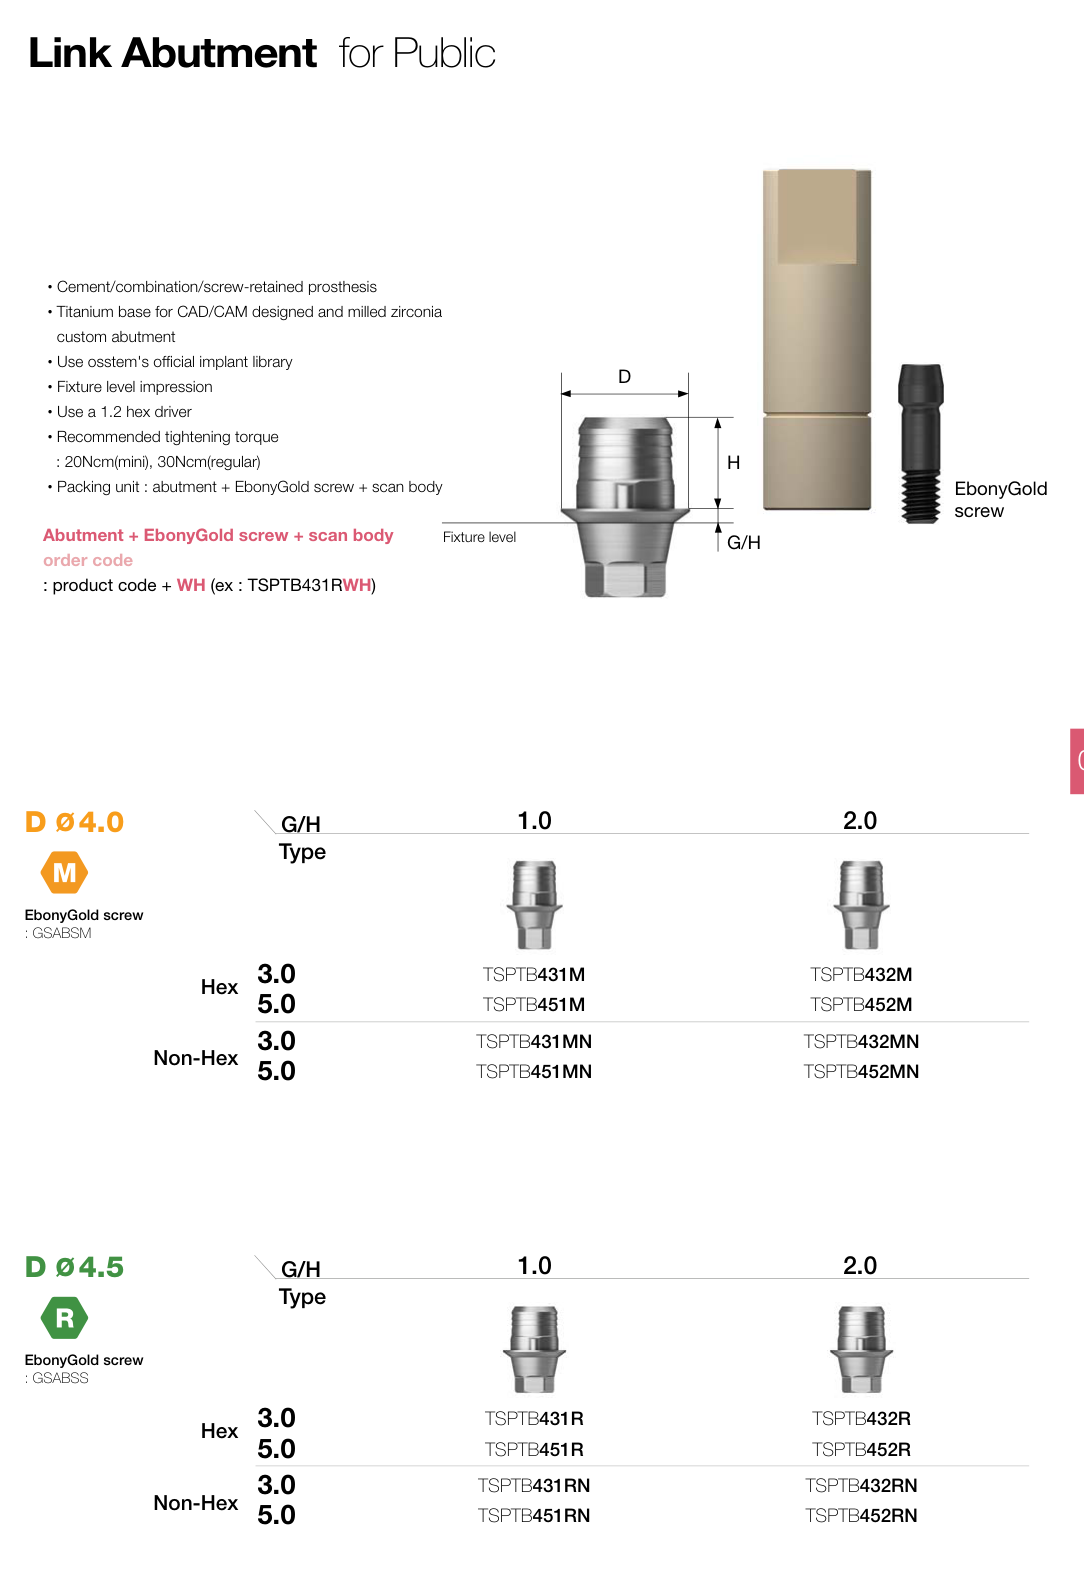 Link Abutment for Public
• Cement/combination/screw-retained prosthesis
• Titanium base for CAD/CAM designed and milled zirconia
custom abutment
• Use osstem's official implant library
• Fixture level impression
• Use a 1.2 hex driver
• Recommended tightening torque
: 20Ncm(mini), 30Ncm(regular)
• Packing unit : abutment + EbonyGold screw + scan body
Abutment + EbonyGold screw + scan body
order code
: product code + WH (ex : TSPTB431RWH)
D
H
G/H
Fixture level
EbonyGold
screw
D Ø4.0
M
EbonyGold screw
: GSABSM
G/H 1.0 2.0
Type
Hex
3.0 TSPTB431M TSPTB432M
5.0 TSPTB451M TSPTB452M
Non-Hex
3.0 TSPTB431MN TSPTB432MN
5.0 TSPTB451MN TSPTB452MN
D Ø4.5
R
EbonyGold screw
: GSABSS
G/H 1.0 2.0
Type
Hex
3.0 TSPTB431R TSPTB432R
5.0 TSPTB451R TSPTB452R
Non-Hex
3.0 TSPTB431RN TSPTB432RN
5.0 TSPTB451RN TSPTB452RN